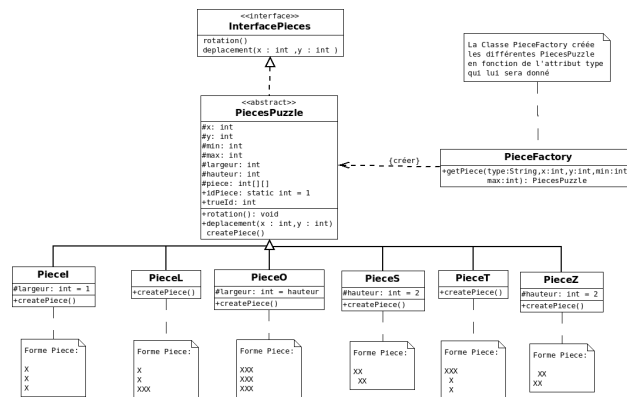 <<interface>>
InterfacePieces
rotation()
deplacement(x : int ,y : int )
La Classe PieceFactory créée
les différentes PiecesPuzzle
en fonction de l'attribut type
qui lui sera donné
<<abstract>>
PiecesPuzzle
#x: int
#y: int
#min: int
#max: int
#largeur: int
#hauteur: int
#piece: int[][]
+idPiece: static int = 1
+trueId: int
+rotation(): void
+deplacement(x : int,y : int)
createPiece()
{créer}
PieceFactory
+getPiece(type:String,x:int,y:int,min:int
max:int): PiecesPuzzle
PieceI
#largeur: int = 1
+createPiece()
PieceL
+createPiece()
PieceO
#largeur: int = hauteur
+createPiece()
PieceS
#hauteur: int = 2
+createPiece()
PieceT
+createPiece()
PieceZ
#hauteur: int = 2
+createPiece()
Forme Piece:
X
X
X
Forme Piece:
X
X
XXX
Forme Piece:
XXX
XXX
XXX
Forme Piece:
XX
XX
Forme Piece:
XXX
X
X
Forme Piece:
XX
XX